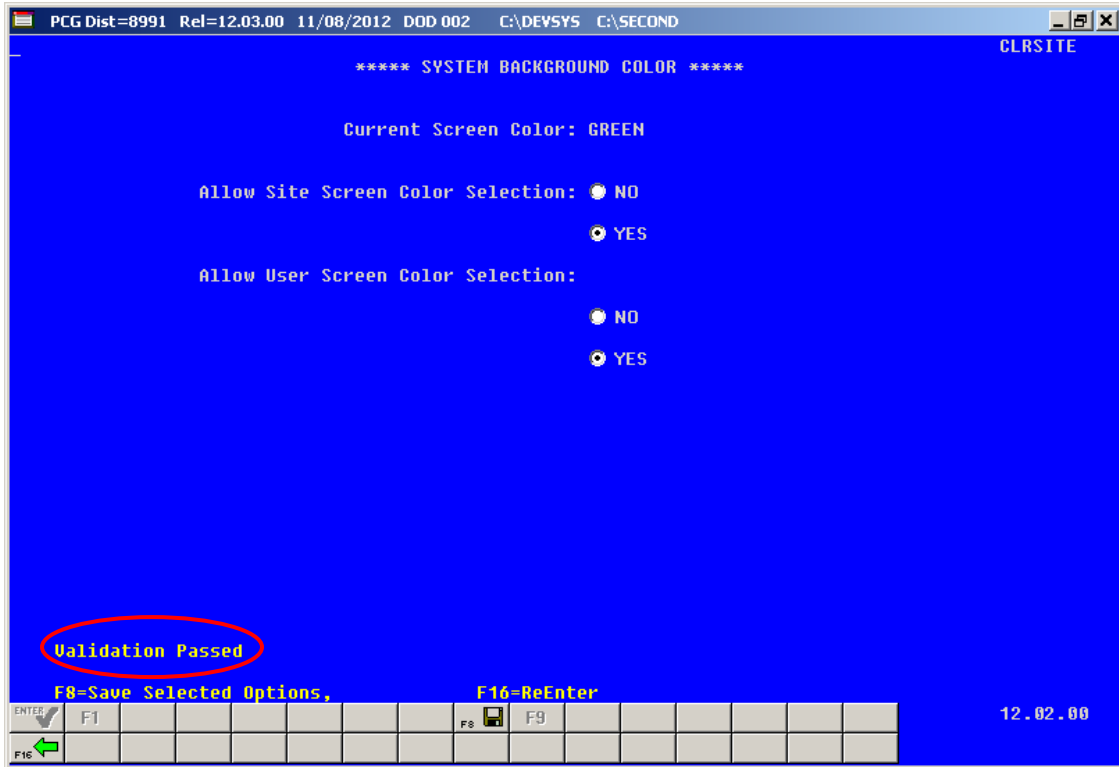 PCG Dist=8991 Rel=12.03.00 11/08/2012 DOD 002 C:\DEVSYS C:\SECOND
CLRSITE
***** SYSTEM BACKGROUND COLOR *****
Current Screen Color: GREEN
Allow Site Screen Color Selection: NO
YES
Allow User Screen Color Selection:
NO
YES
Validation Passed
F8=Save Selected Options, F16=ReEnter
ENTER F1 F8 F9 12.02.00
F16